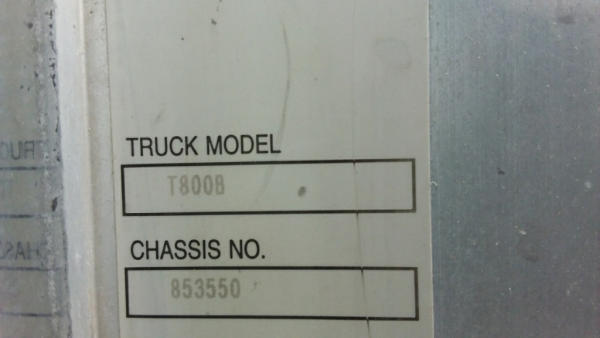 TRUCK MODEL
T800B
CHASSIS NO.
853550